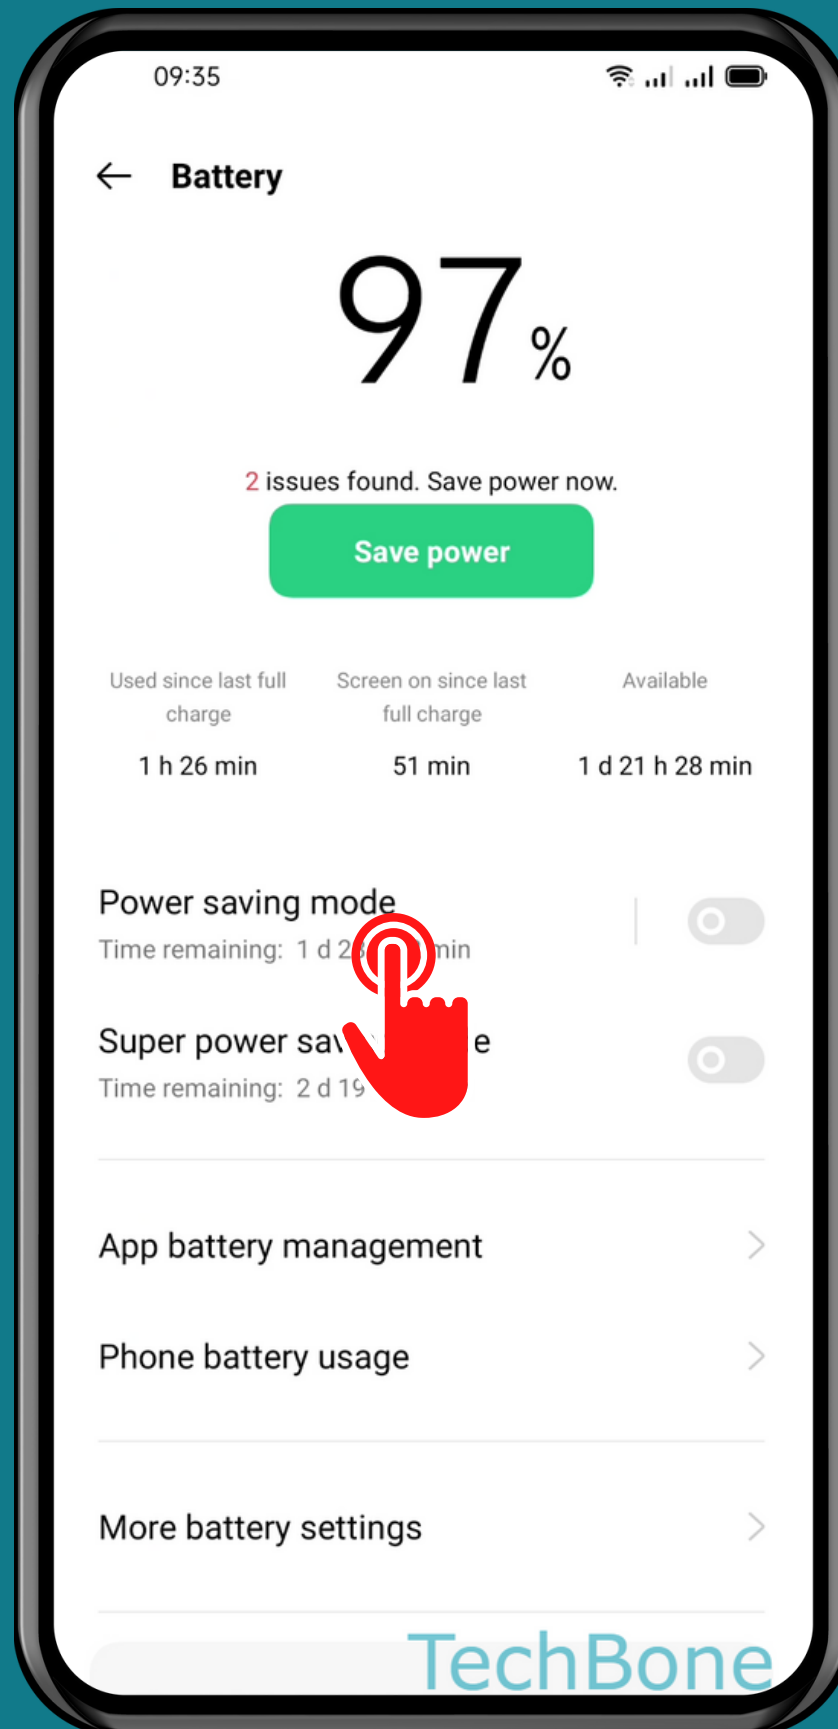 09:35
Battery
97%
2 issues found. Save power now.
Save power
Used since last full charge
Screen on since last full charge
Available
1 h 26 min
51 min
1 d 21 h 28 min
Power saving mode
Time remaining: 1 d min
Super power
Time remaining: 2 d 19
App battery management
Phone battery usage
More battery settings
TechBone